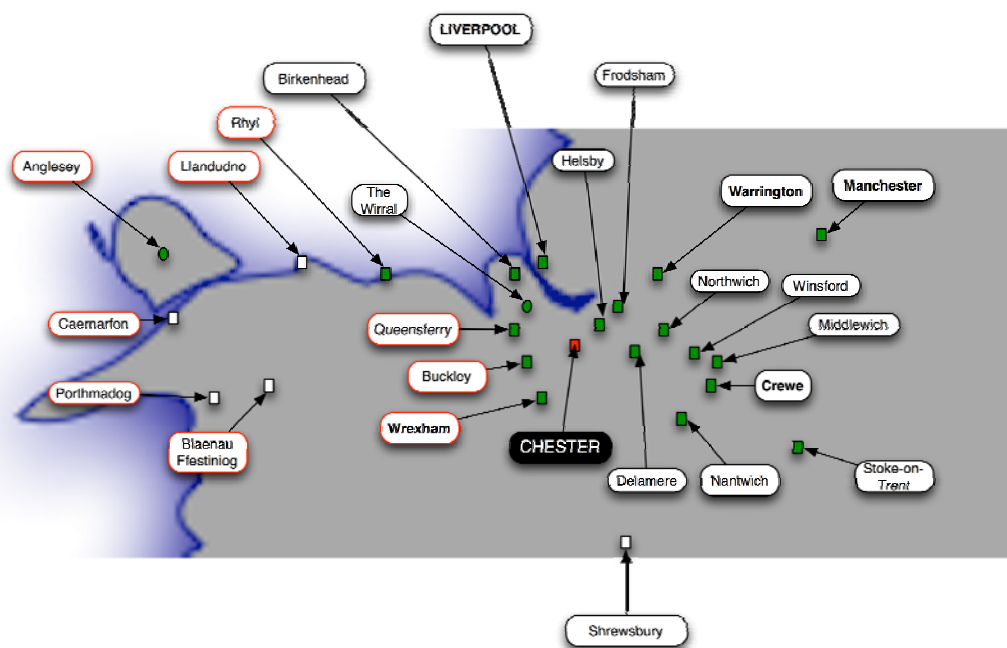 LIVERPOOL
Birkenhead
Frodsham
Rhyl
Anglesey
Llandudno
The
Wirral
Helsby
Warrington
Manchester
Northwich
Winsford
Caernarfon
Queensferry
Middlewich
Buckley
Crewe
Porthmadog
Wrexham
Blaenau
Ffestiniog
CHESTER
Delamere
Nantwich
Stoke-on-
Trent
Shrewsbury